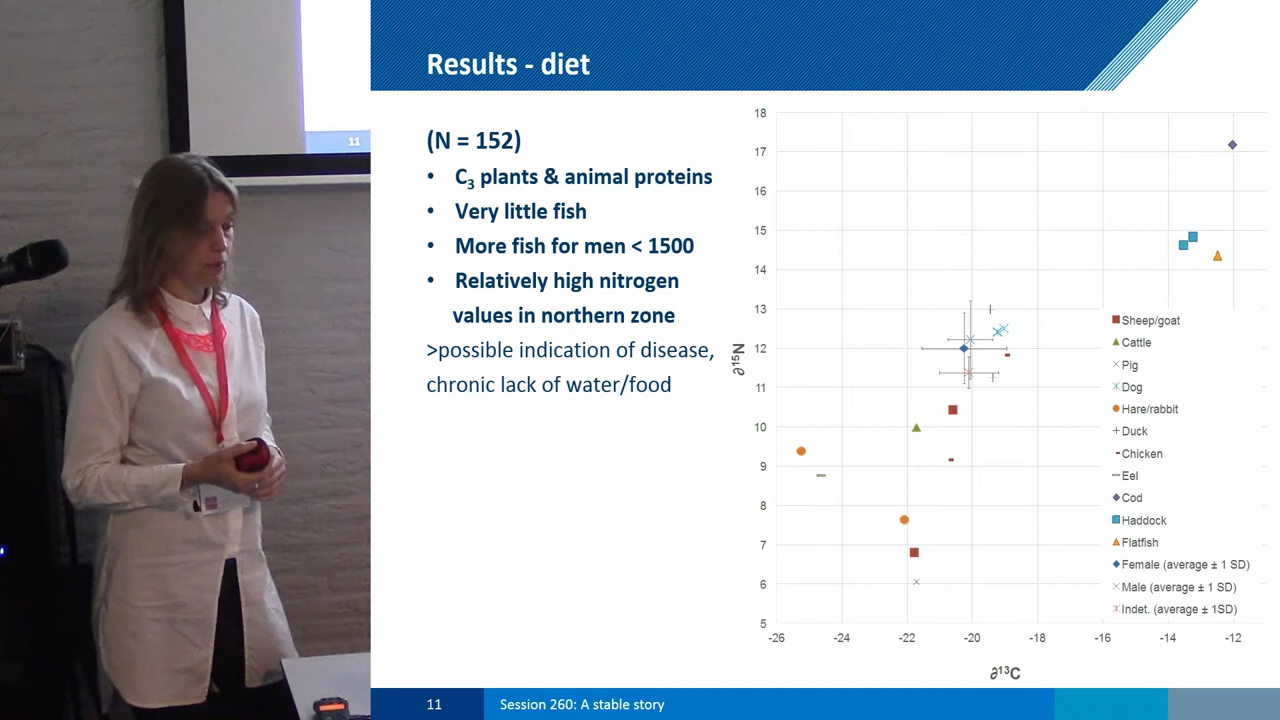 11
Results - diet
(N = 152)
• C₃ plants & animal proteins
• Very little fish
• More fish for men < 1500
• Relatively high nitrogen
values in northern zone
>possible indication of disease,
chronic lack of water/food
18
17
16
15
14
13
12
11
10
9
8
7
6
5
∂¹⁵N
-26 -24 -22 -20 -18 -16 -14 -12
∂¹³C
Sheep/goat
Cattle
Pig
Dog
Hare/rabbit
Duck
Chicken
Eel
Cod
Haddock
Flatfish
Female (average ± 1 SD)
Male (average ± 1 SD)
Indet. (average ± 1SD)
11 Session 260: A stable story